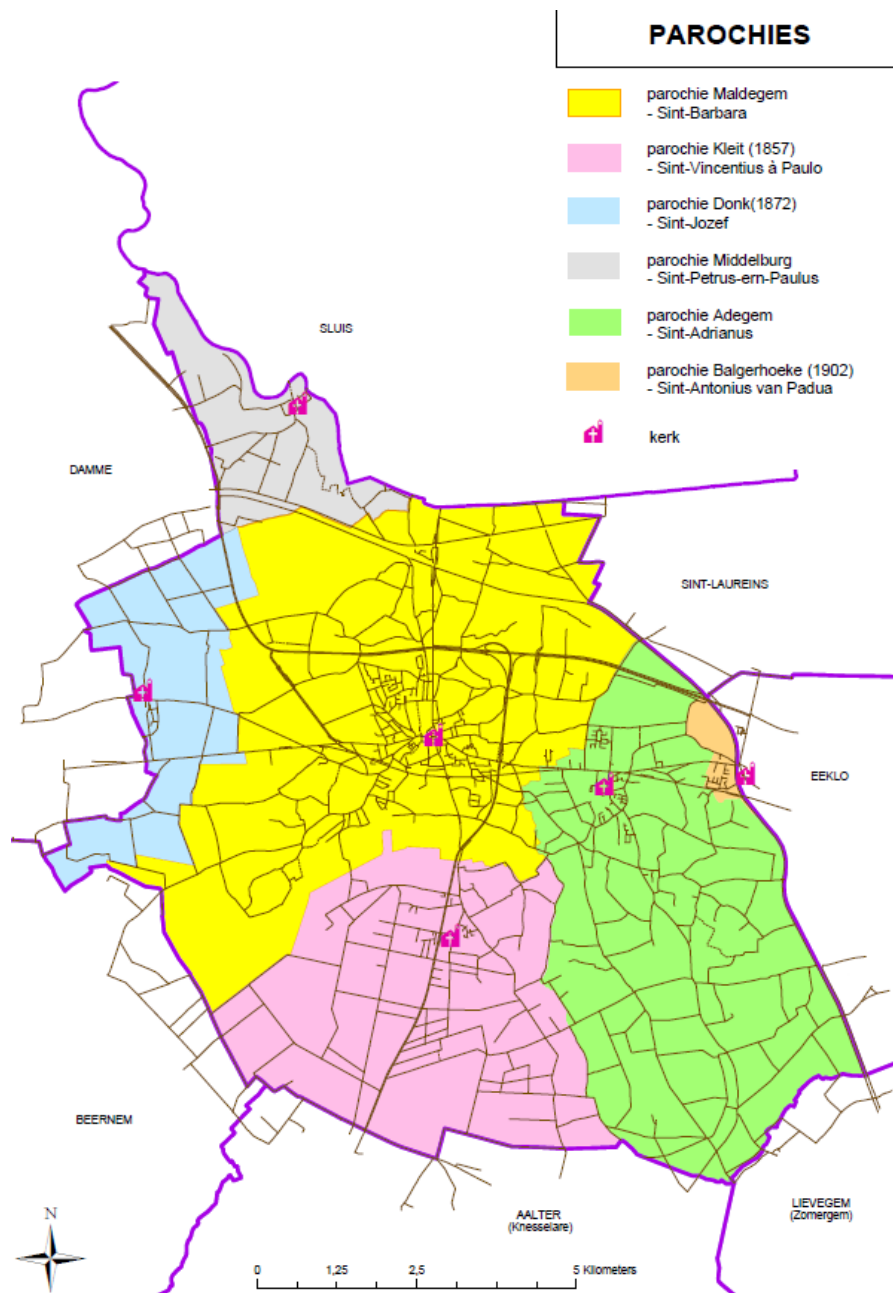 PAROCHIES
parochie Maldegem
- Sint-Barbara
parochie Kleit (1857)
- Sint-Vincentius à Paulo
parochie Donk(1872)
- Sint-Jozef
parochie Middelburg
- Sint-Petrus-ern-Paulus
parochie Adegem
- Sint-Adrianus
parochie Balgerhoeke (1902)
- Sint-Antonius van Padua
kerk
SLUIS
DAMME
SINT-LAUREINS
EEKLO
BEERNEM
AALTER
(Knesselare)
LIEVEGEM
(Zomergem)
N
0 1,25 2,5 5 Kilometers